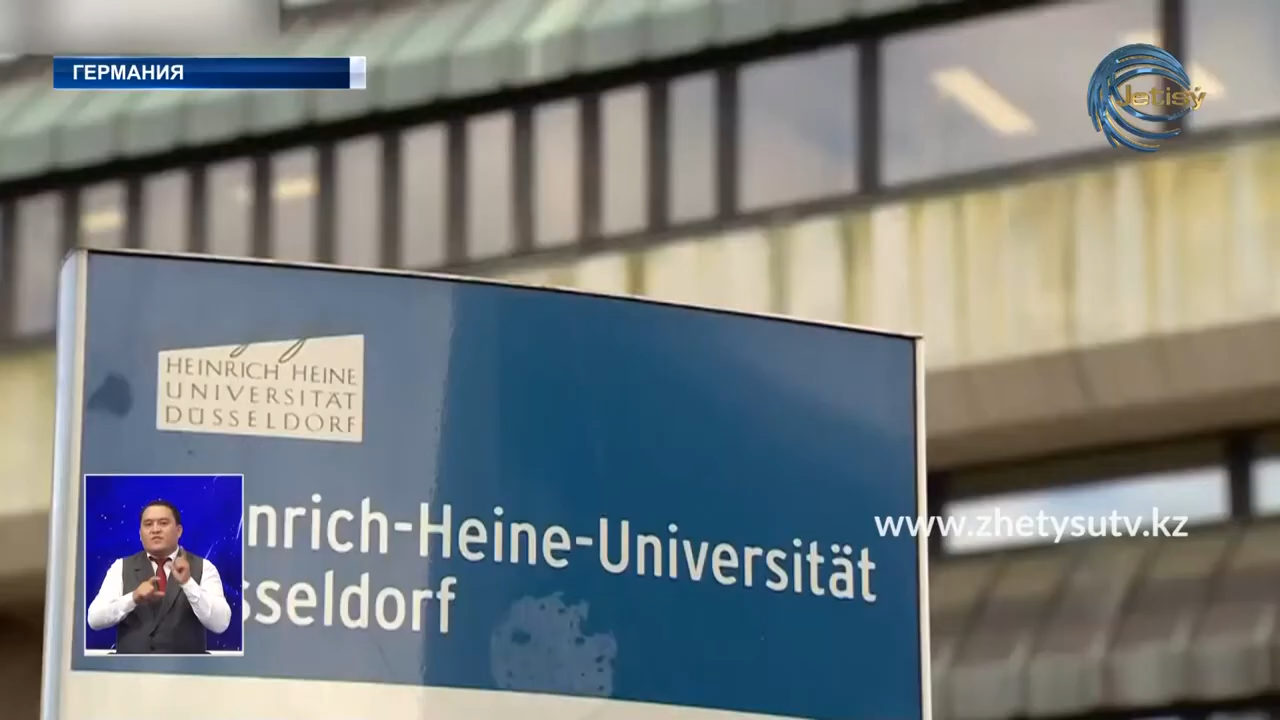 ГЕРМАНИЯ
Jetisý
HEINRICH HEINE
UNIVERSITÄT
DÜSSELDORF
nrich-Heine-Universität
www.zhetysutv.kz
sseldorf